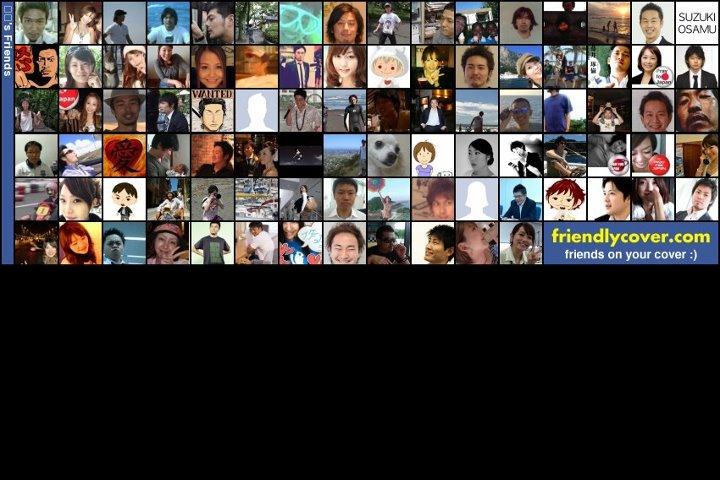 's Friends
SUZUKI
OSAMU
WANTED
friendlycover.com
friends on your cover :)